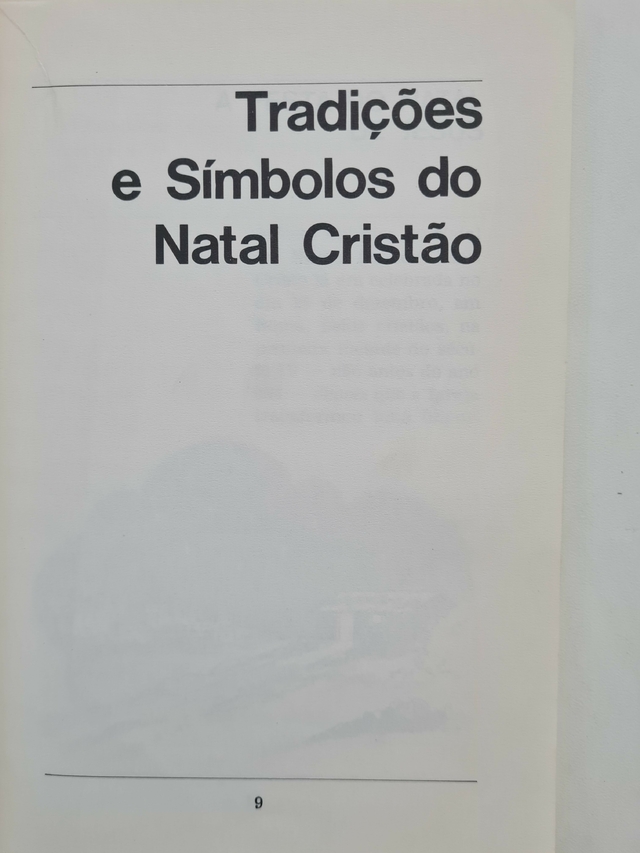 Tradições
e Símbolos do
Natal Cristão
9